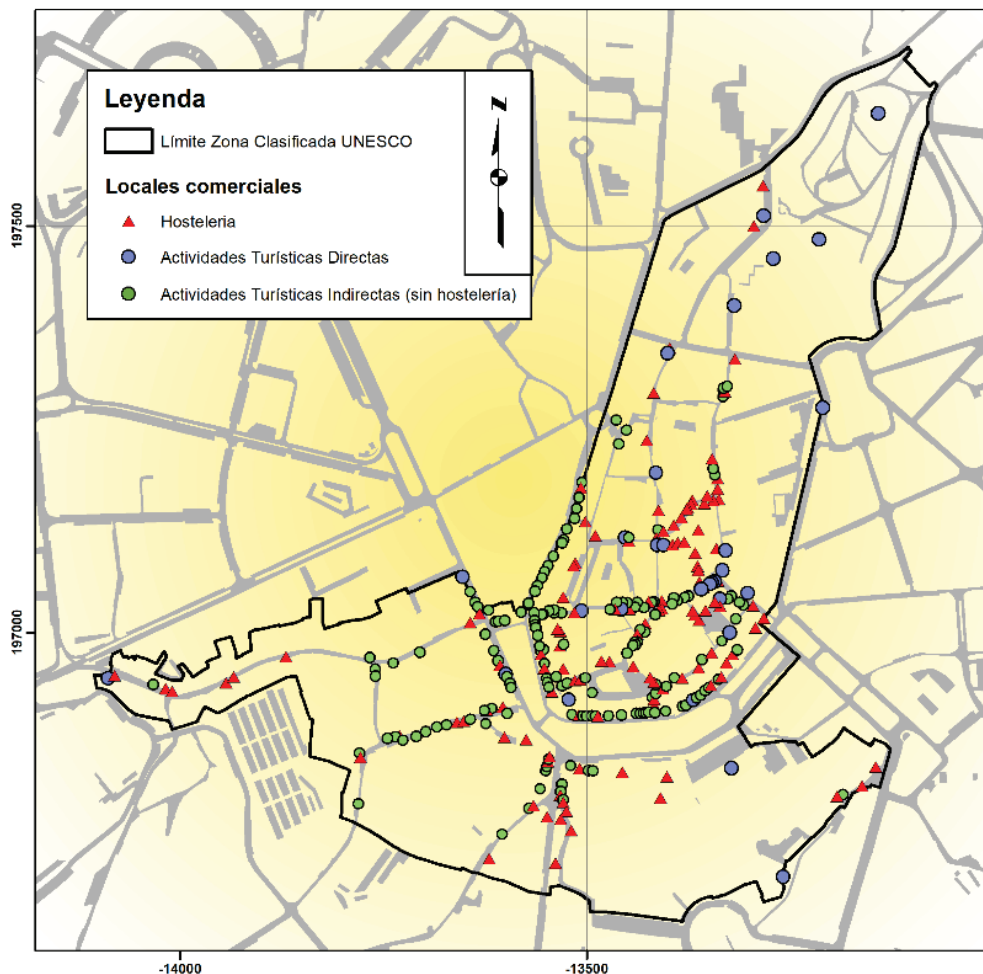 Leyenda
Límite Zona Clasificada UNESCO
Locales comerciales
Hosteleria
Actividades Turísticas Directas
Actividades Turísticas Indirectas (sin hostelería)
N
197500
197000
-14000
-13500